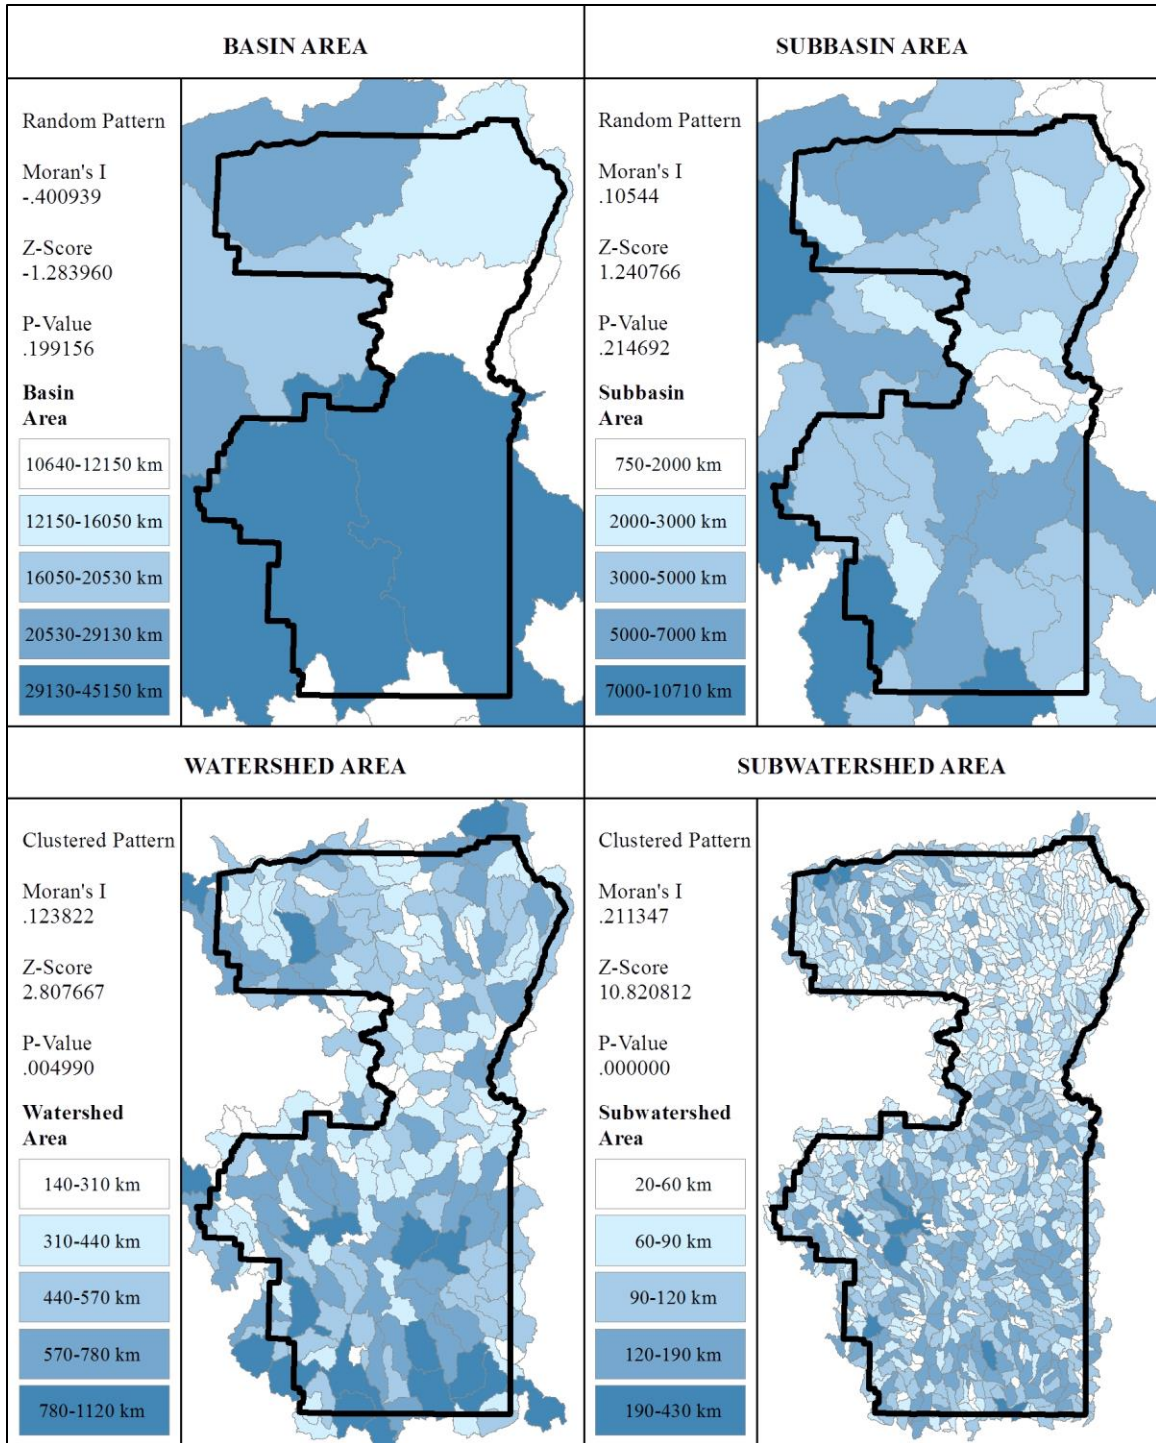 BASIN AREA
Random Pattern
Moran's I
-.400939
Z-Score
-1.283960
P-Value
.199156
Basin
Area
10640-12150 km
12150-16050 km
16050-20530 km
20530-29130 km
29130-45150 km
SUBBASIN AREA
Random Pattern
Moran's I
.10544
Z-Score
1.240766
P-Value
.214692
Subbasin
Area
750-2000 km
2000-3000 km
3000-5000 km
5000-7000 km
7000-10710 km
WATERSHED AREA
Clustered Pattern
Moran's I
.123822
Z-Score
2.807667
P-Value
.004990
Watershed
Area
140-310 km
310-440 km
440-570 km
570-780 km
780-1120 km
SUBWATERSHED AREA
Clustered Pattern
Moran's I
.211347
Z-Score
10.820812
P-Value
.000000
Subwatershed
Area
20-60 km
60-90 km
90-120 km
120-190 km
190-430 km